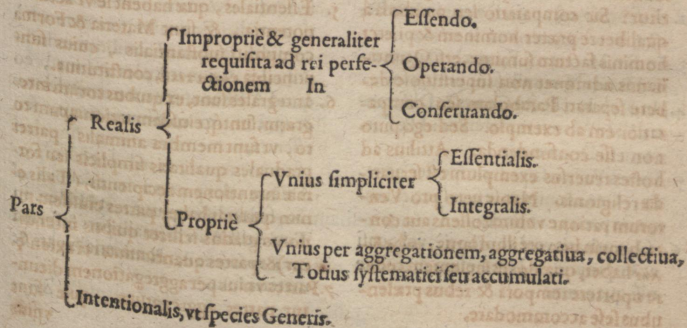 Essendo.
Impropriè & generaliter
requisita ad rei perfe-
ctionem In
Operando.
Conseruando.
Realis
Vnius simpliciter
Essentialis.
Integralis.
Pars
Propriè
Vnius per aggregationem, aggregatiua, collectiua,
Totius systematici seu accumulati.
Intentionalis, vt species Generis.